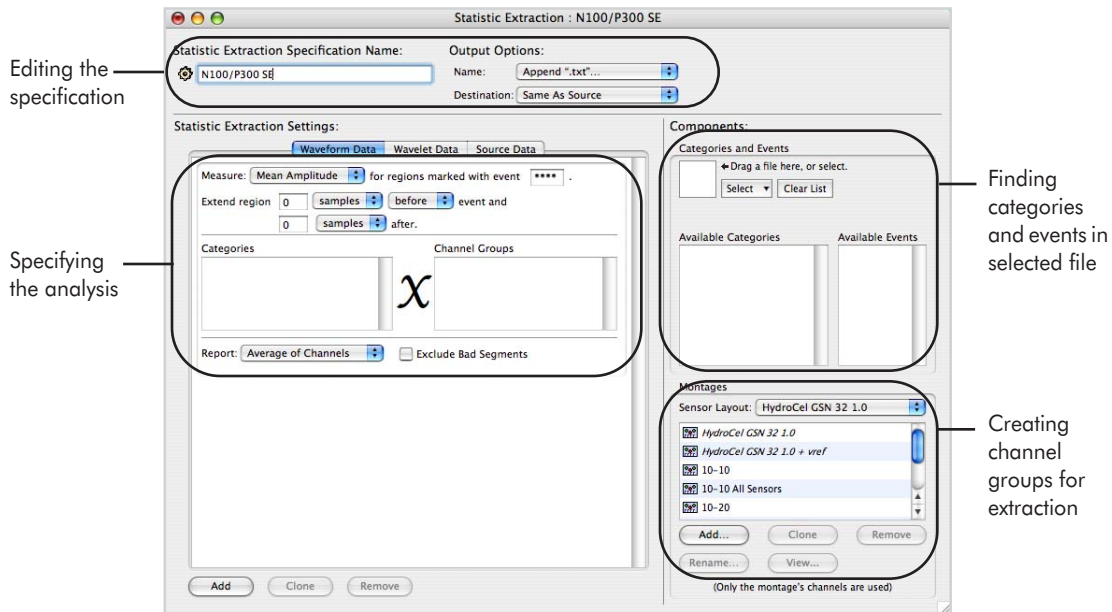 Statistic Extraction : N100/P300 SE
Editing the
specification
Statistic Extraction Specification Name:
N100/P300 SE
Output Options:
Name: Append ".txt"...
Destination: Same As Source
Statistic Extraction Settings:
Waveform Data Wavelet Data Source Data
Specifying
the analysis
Measure: Mean Amplitude for regions marked with event **** .
Extend region 0 samples before event and
0 samples after.
Categories
Channel Groups
X
Report: Average of Channels Exclude Bad Segments
Add Clone Remove
Components:
Categories and Events
←Drag a file here, or select.
Select ▼ Clear List
Available Categories
Available Events
Finding
categories
and events in
selected file
Montages
Sensor Layout: HydroCel GSN 32 1.0
HydroCel GSN 32 1.0
HydroCel GSN 32 1.0 + vref
10-10
10-10 All Sensors
10-20
Add... Clone Remove
Rename... View...
(Only the montage's channels are used)
Creating
channel
groups for
extraction